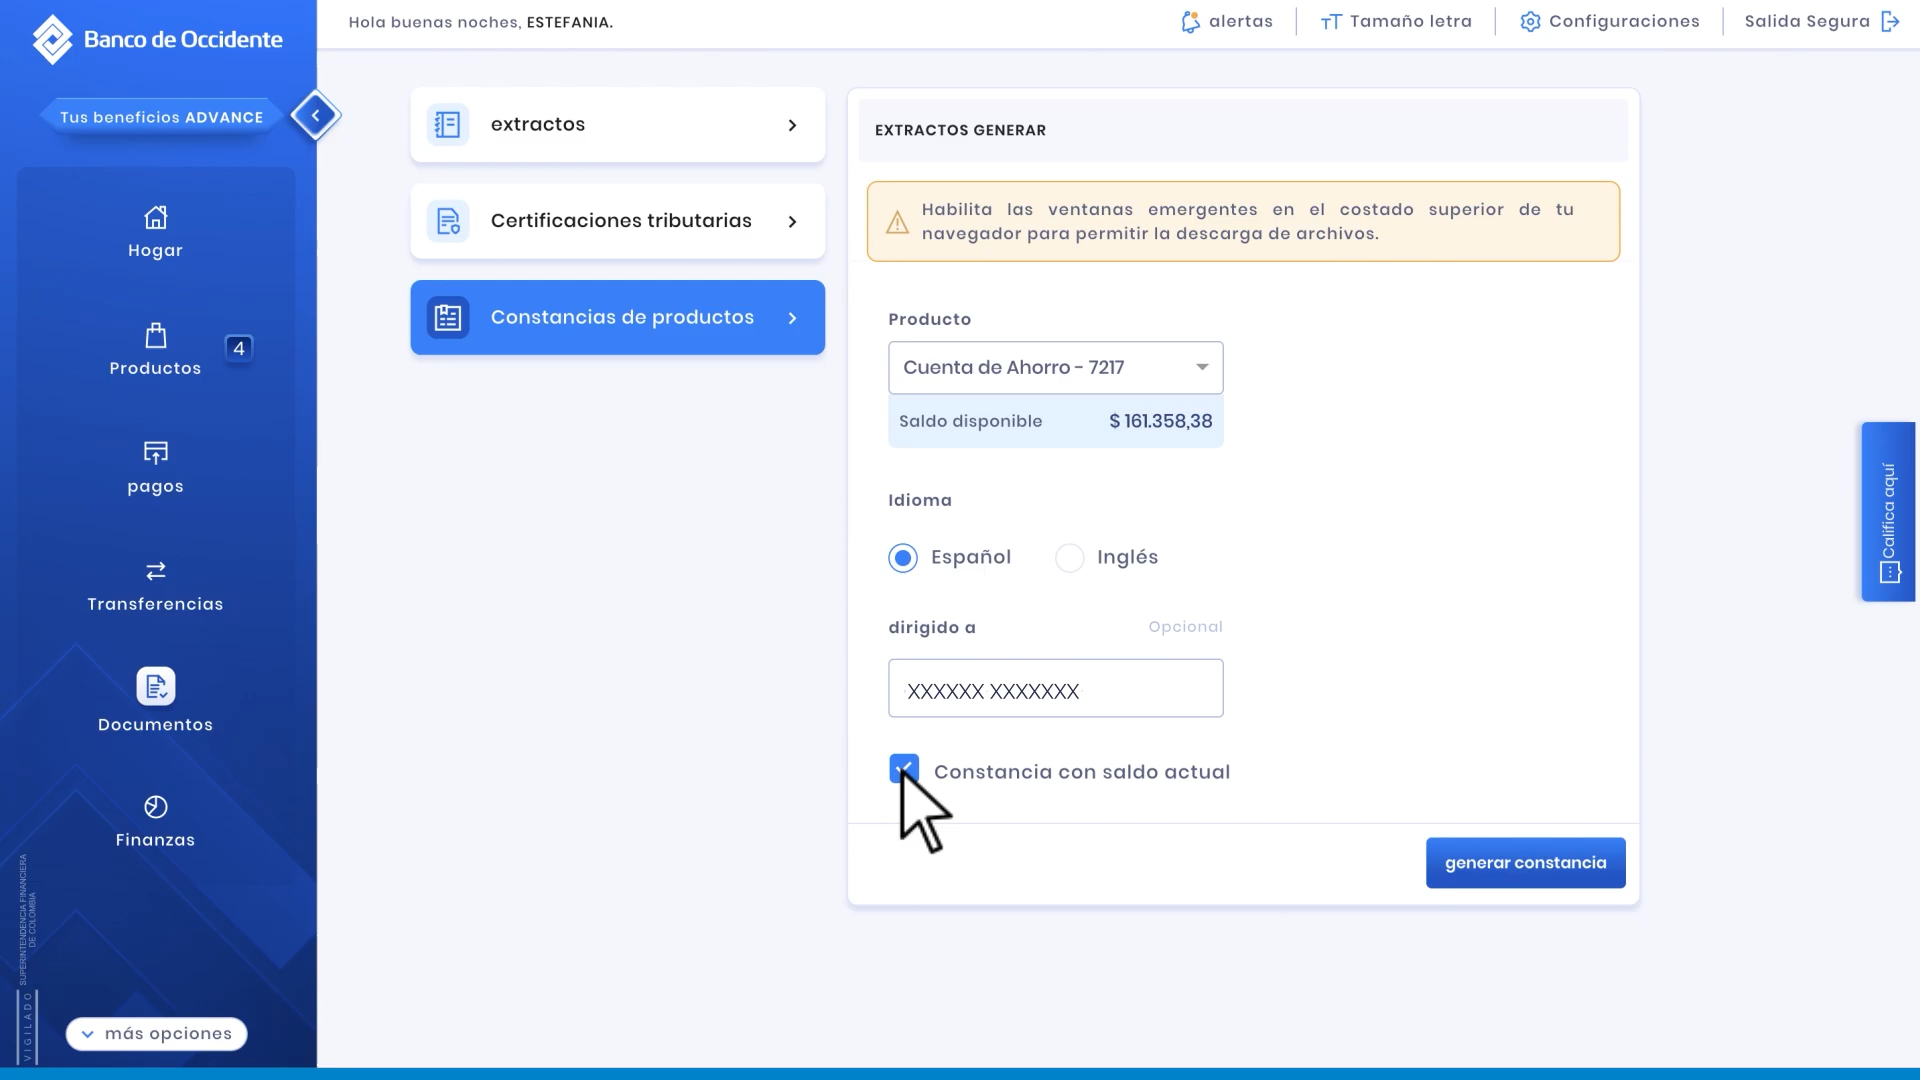 Banco de Occidente
Tus beneficios ADVANCE
Hogar
Productos
4
pagos
Transferencias
Documentos
Finanzas
VIGILADO
SUPERINTENDENCIA FINANCIERA
DE COLOMBIA
más opciones
Hola buenas noches, ESTEFANIA.
alertas
Tamaño letra
Configuraciones
Salida Segura
extractos
Certificaciones tributarias
Constancias de productos
EXTRACTOS GENERAR
Habilita las ventanas emergentes en el costado superior de tu
navegador para permitir la descarga de archivos.
Producto
Cuenta de Ahorro - 7217
Saldo disponible $ 161.358,38
Idioma
Español Inglés
dirigido a Opcional
XXXXXX XXXXXXX
Constancia con saldo actual
generar constancia
Califica aquí